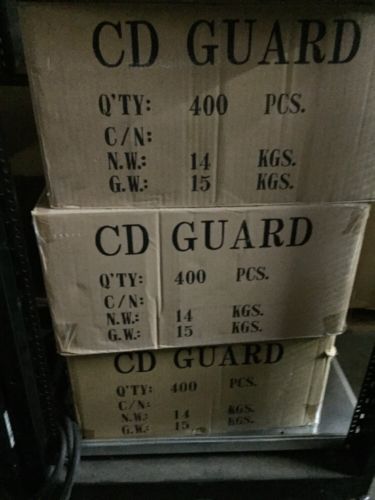 CD GUARD
Q'TY: 400 PCS.
C/N:
N.W.: 14 KGS.
G.W.: 15 KGS.
CD GUARD
Q'TY: 400 PCS.
C/N:
N.W.: 14 KGS.
G.W.: 15 KGS.
CD GUARD
Q'TY: 400 PCS.
C/N:
N.W.: 14 KGS.
G.W.: 15 KGS.